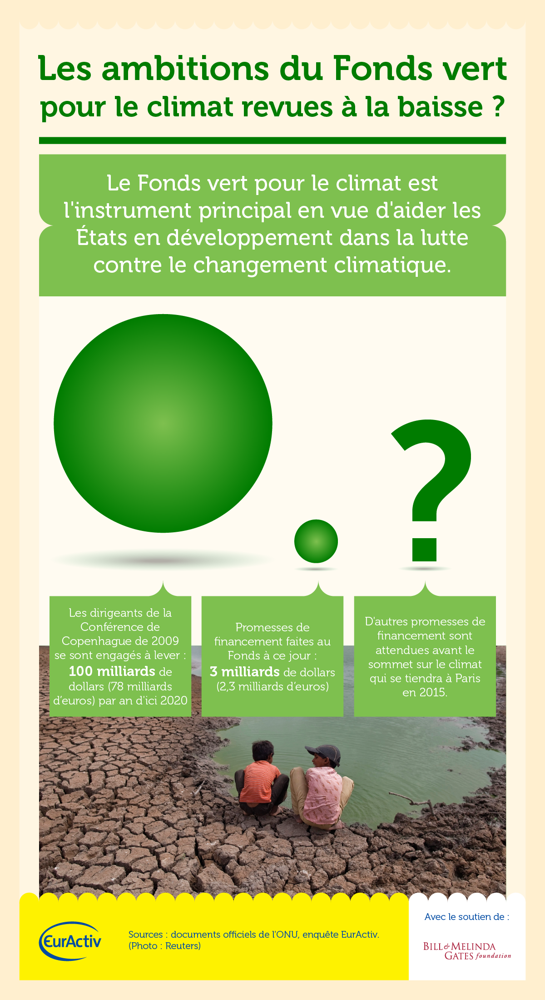 Les ambitions du Fonds vert
pour le climat revues à la baisse ?
Le Fonds vert pour le climat est
l'instrument principal en vue d'aider les
États en développement dans la lutte
contre le changement climatique.
?
Les dirigeants de la
Conférence de
Copenhague de 2009
se sont engagés à lever :
100 milliards de
dollars (78 milliards
d’euros) par an d'ici 2020
Promesses de
financement faites au
Fonds à ce jour :
3 milliards de dollars
(2,3 milliards d’euros)
D'autres promesses de
financement sont
attendues avant le
sommet sur le climat
qui se tiendra à Paris
en 2015.
EurActiv
Sources : documents officiels de l'ONU, enquête EurActiv.
(Photo : Reuters)
Avec le soutien de :
BILL & MELINDA
GATES foundation